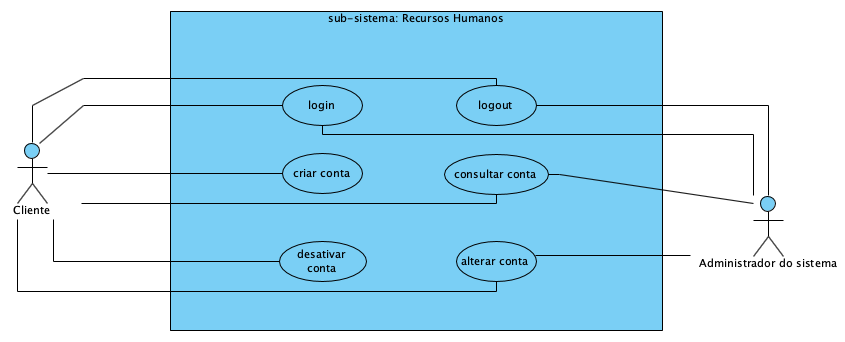 sub-sistema: Recursos Humanos
login
logout
criar conta
consultar conta
Cliente
desativar
conta
alterar conta
Administrador do sistema